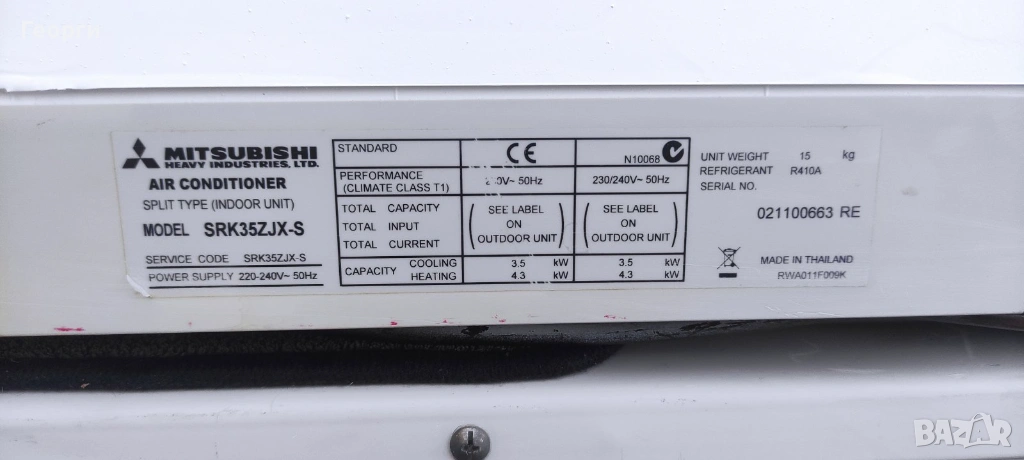 MITSUBISHI
HEAVY INDUSTRIES, LTD.
AIR CONDITIONER
SPLIT TYPE (INDOOR UNIT)
MODEL SRK35ZJX-S
SERVICE CODE SRK35ZJX-S
POWER SUPPLY 220-240V~ 50Hz
STANDARD CE N10068
PERFORMANCE
(CLIMATE CLASS T1) 50Hz 230/240V~ 50Hz
TOTAL CAPACITY (SEE LABEL (SEE LABEL
TOTAL INPUT ON ON
TOTAL CURRENT OUTDOOR UNIT) OUTDOOR UNIT)
CAPACITY COOLING 3.5 kW 3.5 kW
HEATING 4.3 kW 4.3 kW
UNIT WEIGHT 15 kg
REFRIGERANT R410A
SERIAL NO.
021100663 RE
MADE IN THAILAND
RWA011F009K
BAZAR